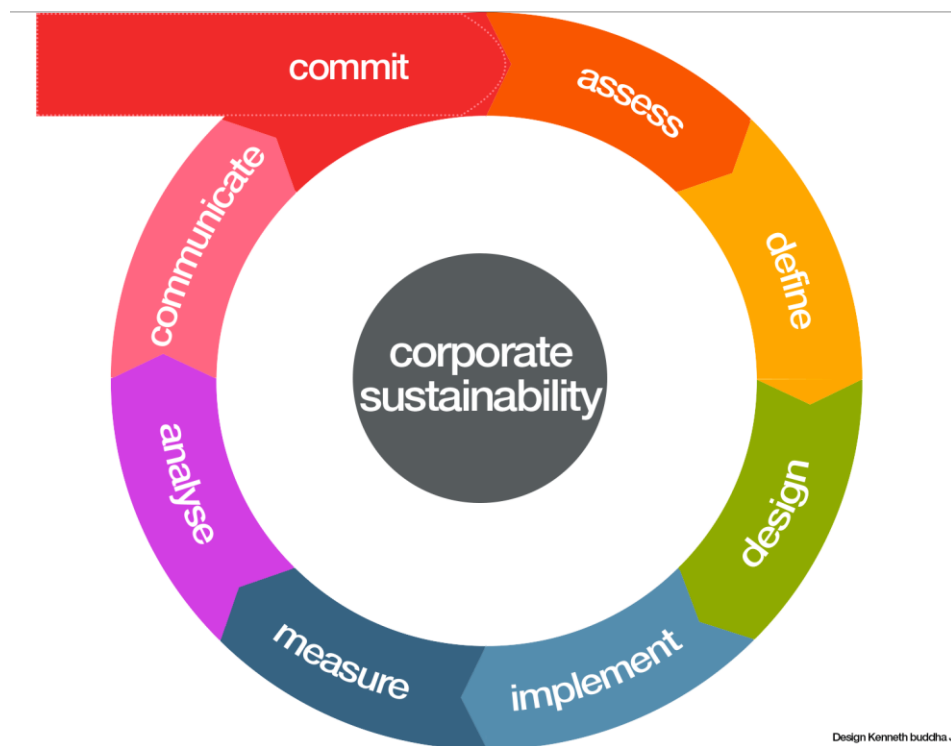 commit
assess
define
design
implement
measure
analyse
communicate
corporate
sustainability
Design Kenneth buddha